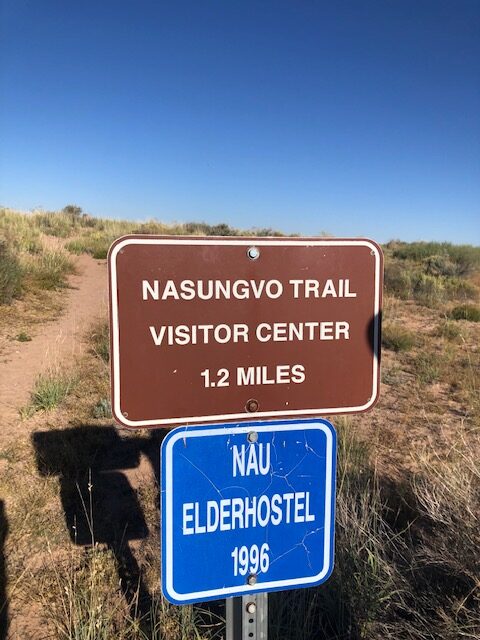 NASUNGVO TRAIL
VISITOR CENTER
1.2 MILES
NAU
ELDERHOSTEL
1996